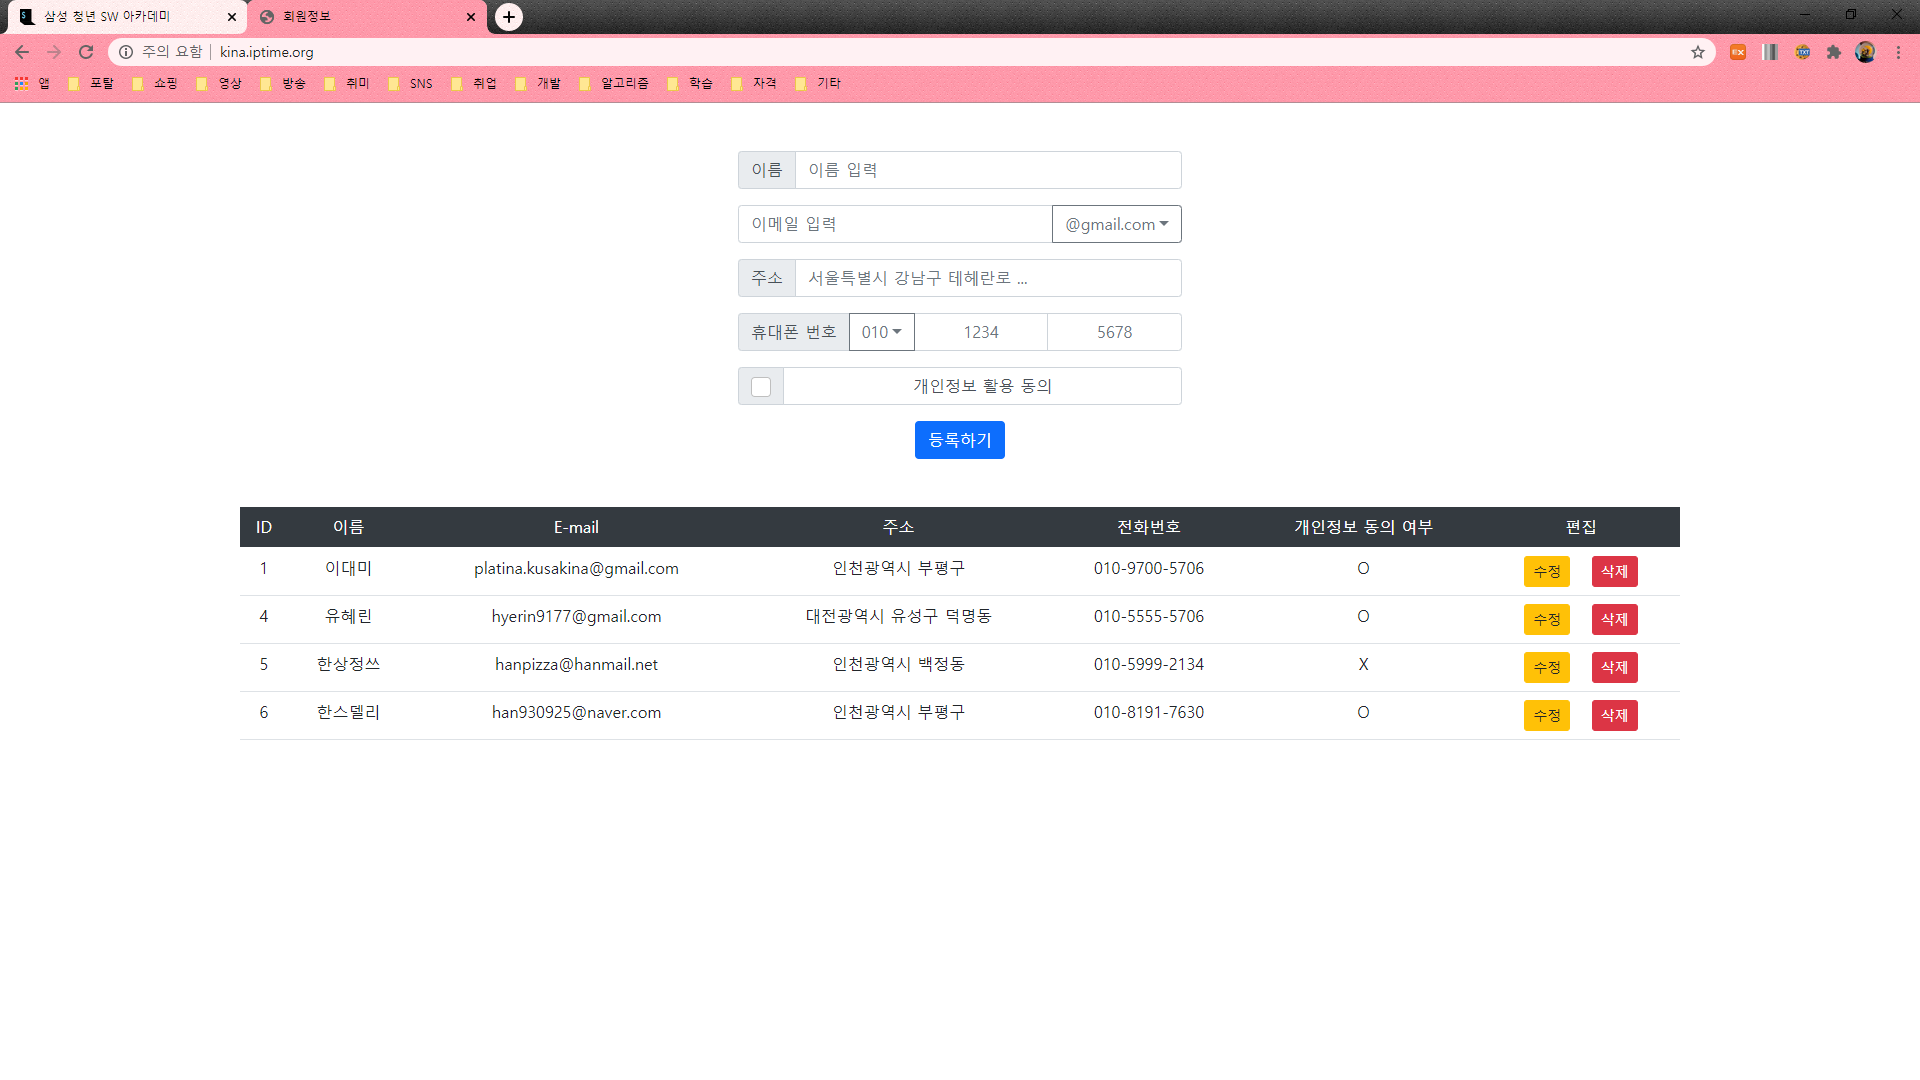 삼성 청년 SW 아카데미
회원정보
주의 요함 kina.iptime.org
앱 포탈 쇼핑 영상 방송 취미 SNS 취업 개발 알고리즘 학습 자격 기타
이름 이름 입력
이메일 입력 @gmail.com
주소 서울특별시 강남구 테헤란로 ...
휴대폰 번호 010 1234 5678
개인정보 활용 동의
등록하기
ID 이름 E-mail 주소 전화번호 개인정보 동의 여부 편집
1 이대미 platina.kusakina@gmail.com 인천광역시 부평구 010-9700-5706 O 수정 삭제
4 유혜린 hyerin9177@gmail.com 대전광역시 유성구 덕명동 010-5555-5706 O 수정 삭제
5 한상정쓰 hanpizza@hanmail.net 인천광역시 백정동 010-5999-2134 X 수정 삭제
6 한스델리 han930925@naver.com 인천광역시 부평구 010-8191-7630 O 수정 삭제